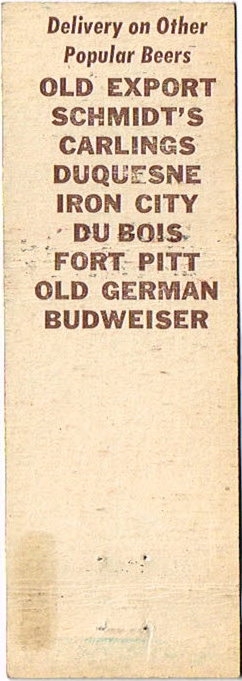 Delivery on Other
Popular Beers
OLD EXPORT
SCHMIDT'S
CARLINGS
DUQUESNE
IRON CITY
DU BOIS
FORT PITT
OLD GERMAN
BUDWEISER